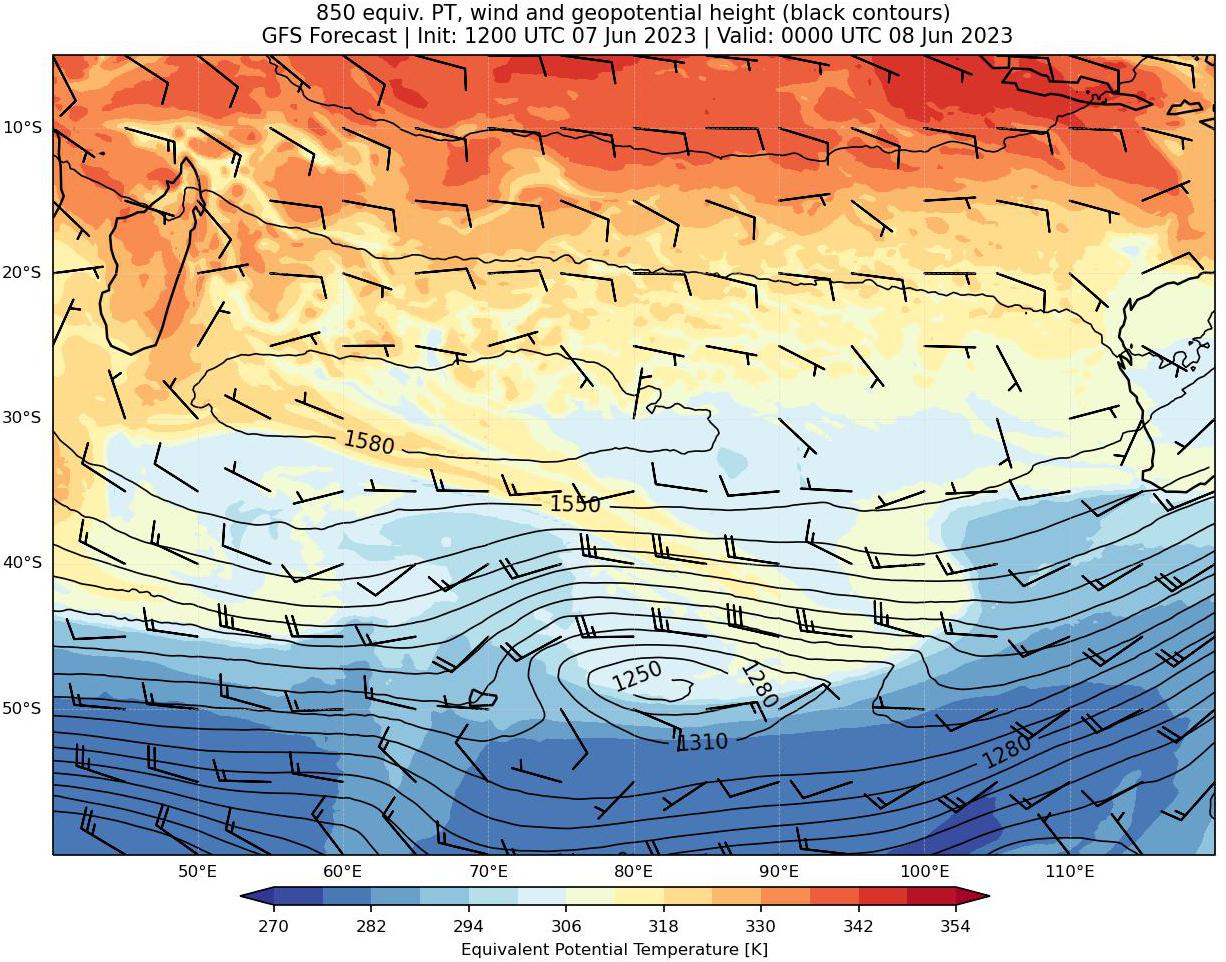 850 equiv. PT, wind and geopotential height (black contours)
GFS Forecast | Init: 1200 UTC 07 Jun 2023 | Valid: 0000 UTC 08 Jun 2023
10°S
20°S
30°S
1580
1550
40°S
1250
1280
50°S
1310
1280
50°E 60°E 70°E 80°E 90°E 100°E 110°E
270 282 294 306 318 330 342 354
Equivalent Potential Temperature [K]